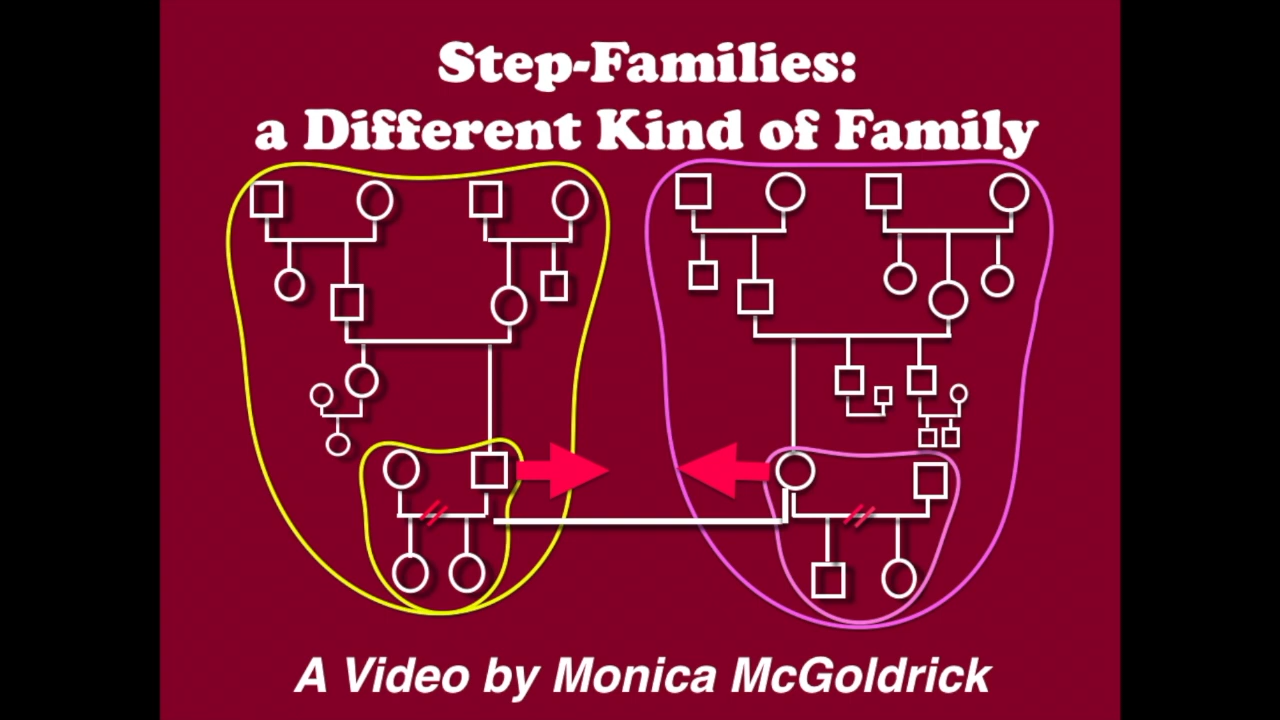 Step-Families:
a Different Kind of Family
A Video by Monica McGoldrick